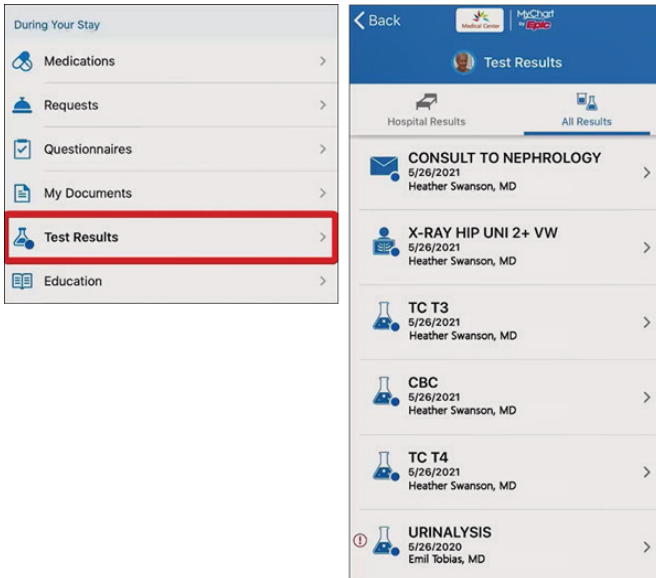 During Your Stay
Medications
Requests
Questionnaires
My Documents
Test Results
Education
Back
Medical Center
MyChart
by Epic
Test Results
Hospital Results
All Results
CONSULT TO NEPHROLOGY
5/26/2021
Heather Swanson, MD
X-RAY HIP UNI 2+ VW
5/26/2021
Heather Swanson, MD
TC T3
5/26/2021
Heather Swanson, MD
CBC
5/26/2021
Heather Swanson, MD
TC T4
5/26/2021
Heather Swanson, MD
URINALYSIS
5/26/2020
Emil Tobias, MD